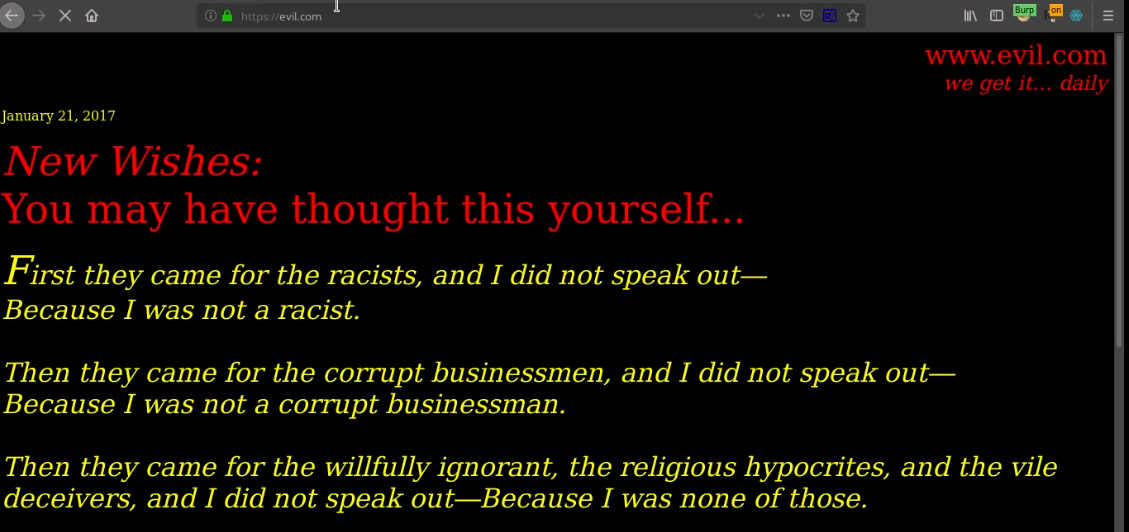 https://evil.com
Burp
on
www.evil.com
we get it... daily
January 21, 2017
New Wishes:
You may have thought this yourself...
First they came for the racists, and I did not speak out—
Because I was not a racist.
Then they came for the corrupt businessmen, and I did not speak out—
Because I was not a corrupt businessman.
Then they came for the willfully ignorant, the religious hypocrites, and the vile
deceivers, and I did not speak out—Because I was none of those.